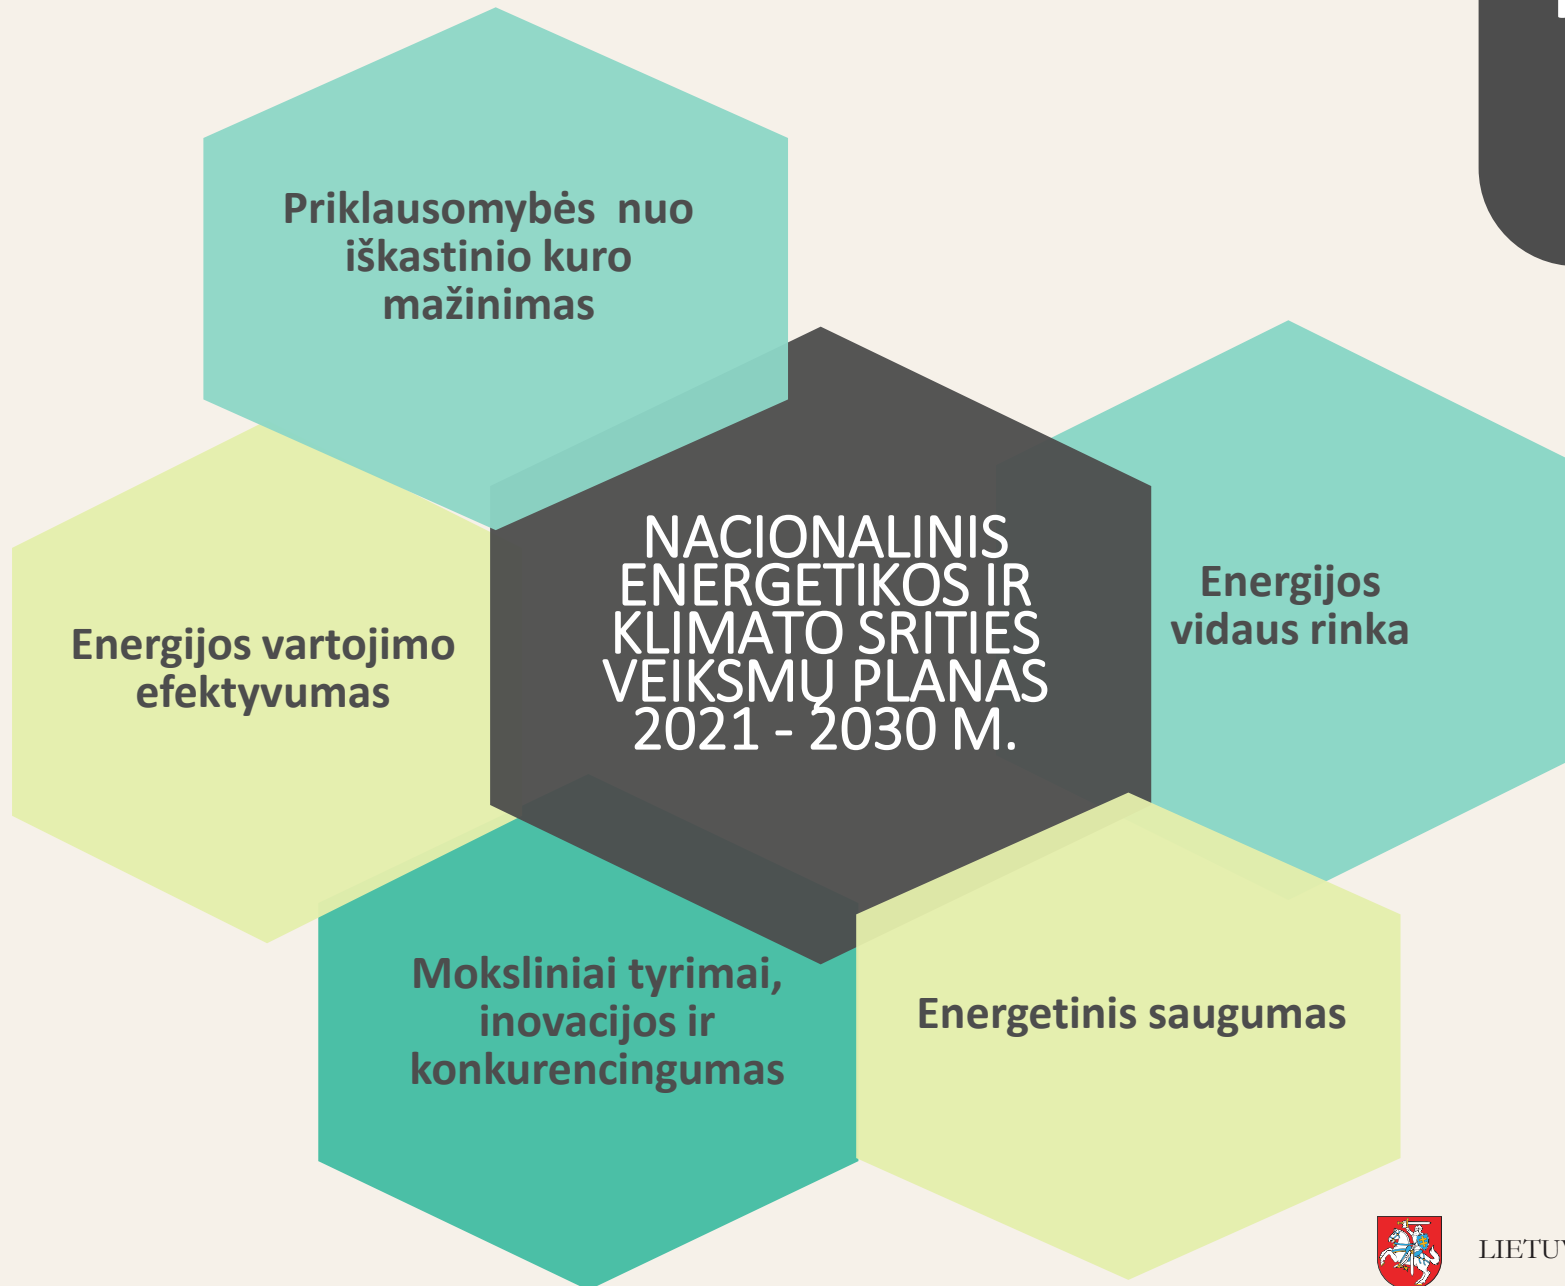 Priklausomybės nuo
iškastinio kuro
mažinimas
NACIONALINIS
ENERGETIKOS IR
KLIMATO SRITIES
VEIKSMŲ PLANAS
2021 - 2030 M.
Energijos
vidaus rinka
Energijos vartojimo
efektyvumas
Moksliniai tyrimai,
inovacijos ir
konkurencingumas
Energetinis saugumas